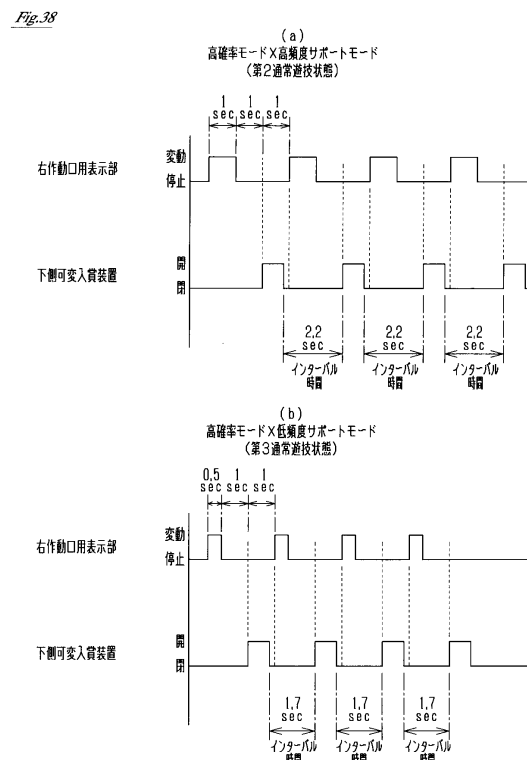 Fig.38
(a)
高確率モード×高頻度サポートモード
(第2通常遊技状態)
1 sec 1 sec 1 sec
右作動口用表示部
変動
停止
下側可変入賞装置
開
閉
2,2 sec 2,2 sec 2,2 sec
インターバル時間 インターバル時間 インターバル時間
(b)
高確率モード×低頻度サポートモード
(第3通常遊技状態)
0,5 sec 1 sec 1 sec
右作動口用表示部
変動
停止
下側可変入賞装置
開
閉
1,7 sec 1,7 sec 1,7 sec
インターバル時間 インターバル時間 インターバル時間